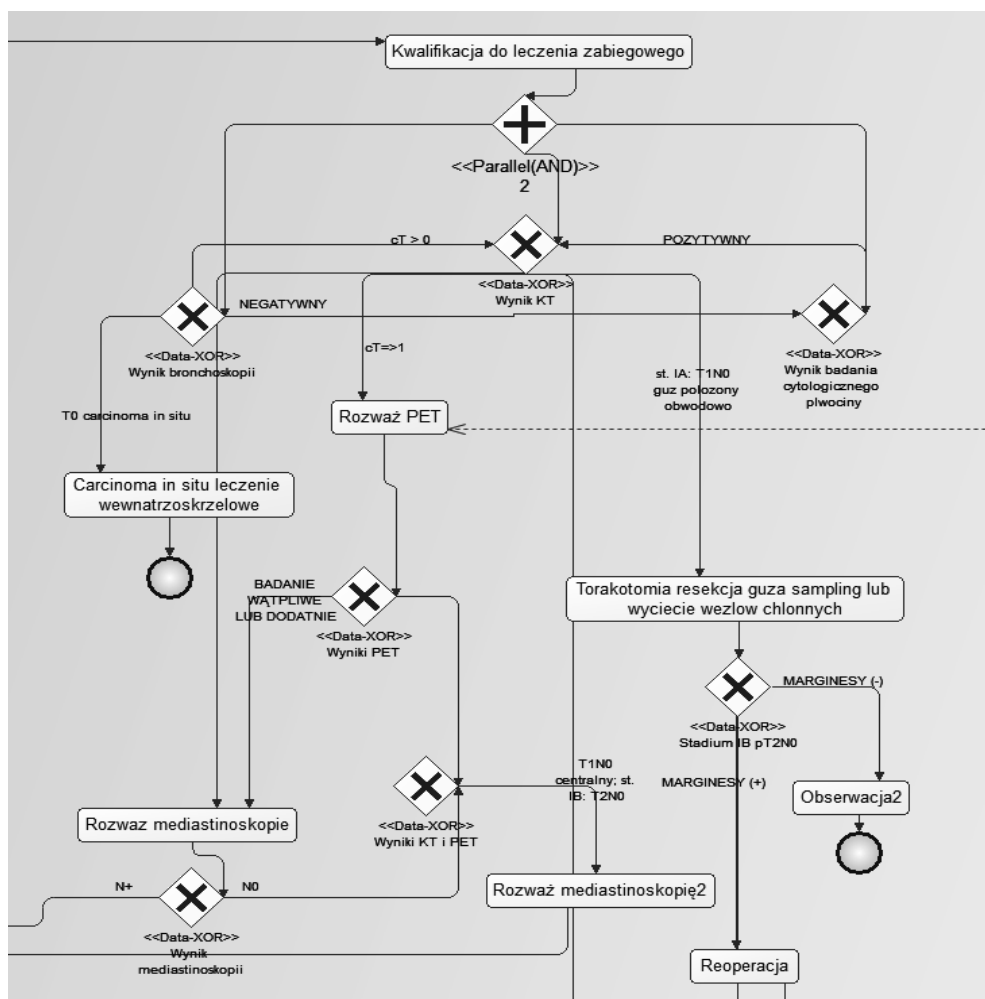 Kwalifikacja do leczenia zabiegowego
<<Parallel(AND)>>
2
cT > 0
POZYTYWNY
<<Data-XOR>>
Wynik KT
NEGATYWNY
<<Data-XOR>>
Wynik bronchoskopii
<<Data-XOR>>
Wynik badania
cytologicznego
plwociny
cT=>1
st. IA: T1N0
guz polozony
obwodowo
T0 carcinoma in situ
Rozważ PET
Carcinoma in situ leczenie
wewnatrzoskrzelowe
BADANIE
WĄTPLIWE
LUB DODATNIE
<<Data-XOR>>
Wyniki PET
Torakotomia resekcja guza sampling lub
wyciecie wezlow chlonnych
MARGINESY (-)
<<Data-XOR>>
Stadium IB pT2N0
T1N0
centralny; st.
IB: T2N0
MARGINESY (+)
Obserwacja2
Rozwaz mediastinoskopie
<<Data-XOR>>
Wyniki KT i PET
N+
N0
Rozważ mediastinoskopię2
<<Data-XOR>>
Wynik
mediastinoskopii
Reoperacja